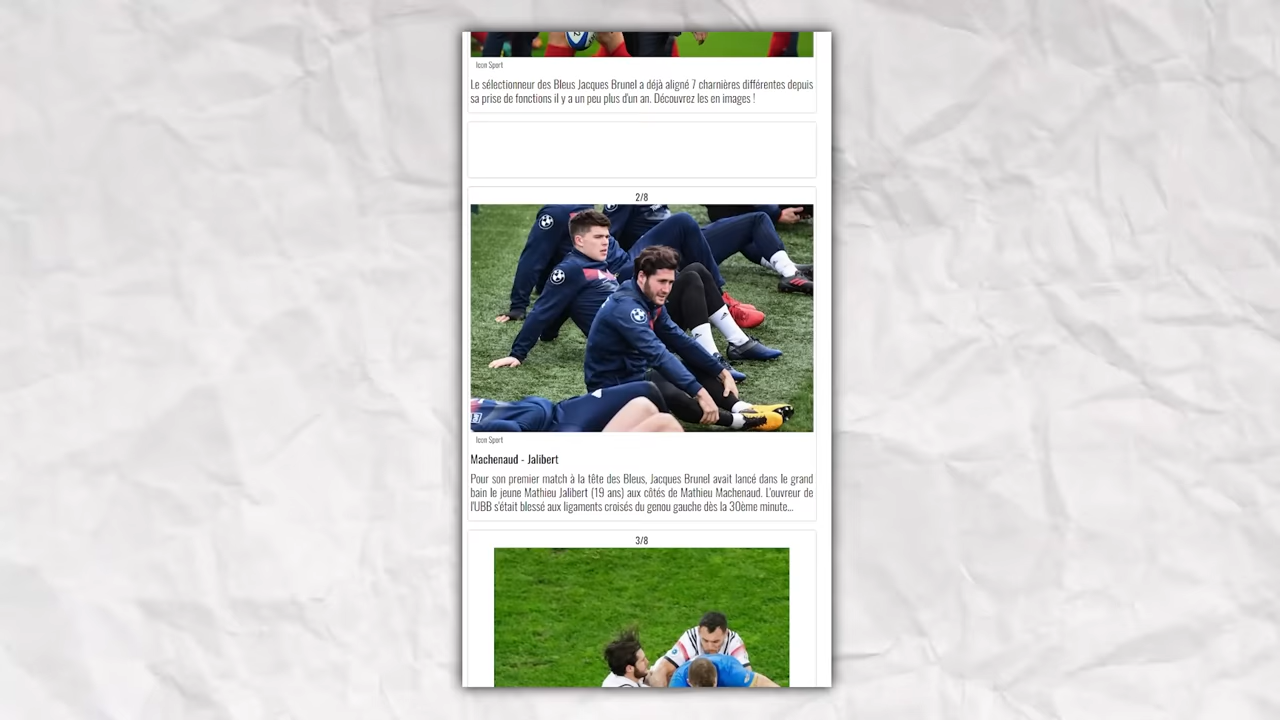 Icon Sport
Le sélectionneur des Bleus Jacques Brunel a déjà aligné 7 charnières différentes depuis
sa prise de fonctions il y a un peu plus d'un an. Découvrez les en images !
2/8
Icon Sport
Machenaud - Jalibert
Pour son premier match à la tête des Bleus, Jacques Brunel avait lancé dans le grand
bain le jeune Mathieu Jalibert (19 ans) aux côtés de Mathieu Machenaud. L'ouvreur de
l'UBB s'était blessé aux ligaments croisés du genou gauche dès la 30ème minute...
3/8